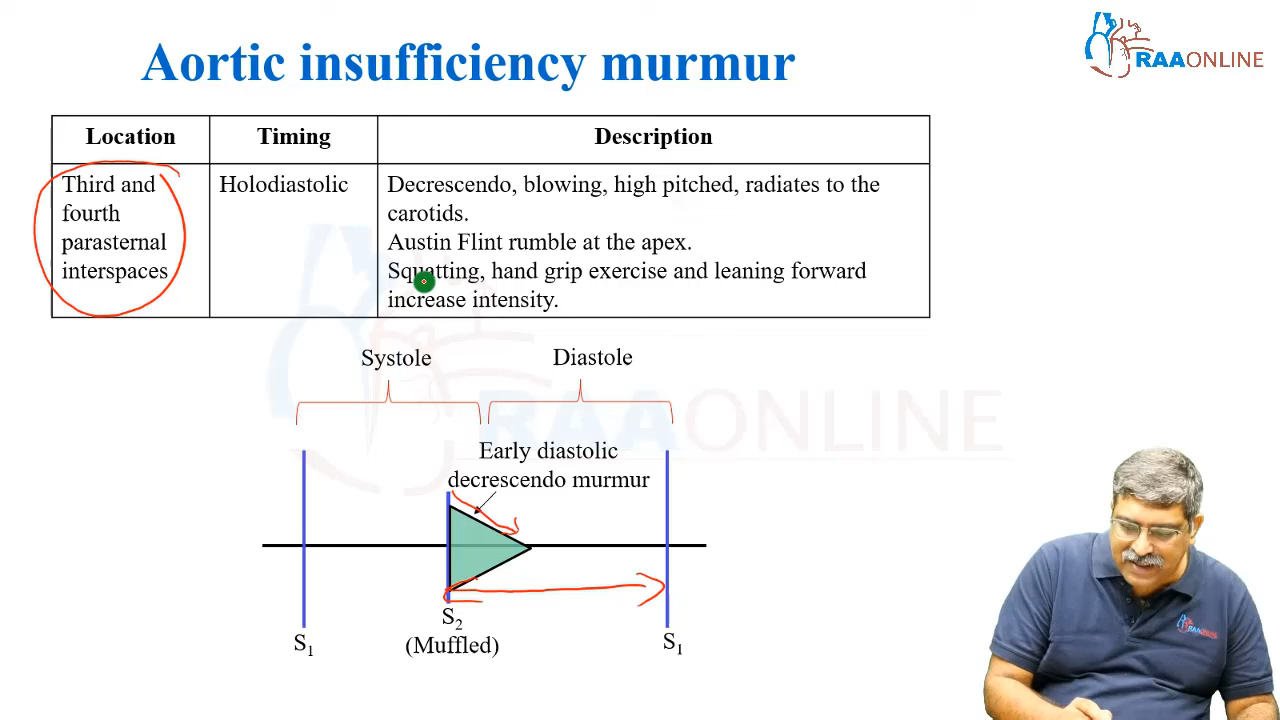 Aortic insufficiency murmur
RAAONLINE
Location
Timing
Description
Third and
fourth
parasternal
interspaces
Holodiastolic
Decrescendo, blowing, high pitched, radiates to the
carotids.
Austin Flint rumble at the apex.
Squatting, hand grip exercise and leaning forward
increase intensity.
Systole
Diastole
RAAONLINE
Early diastolic
decrescendo murmur
S1
S2
(Muffled)
S1
RAAONLINE